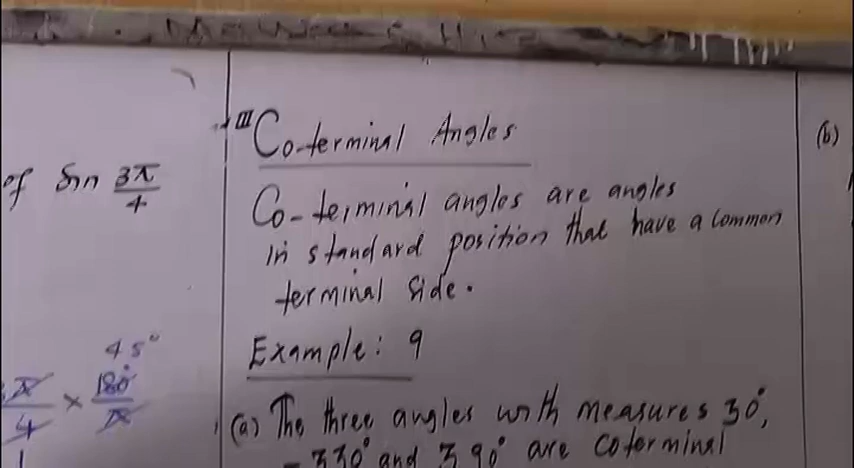 of Sin 3π/4
45°
π/4 × 180°/π
1
III Co-terminal Angles
Co-terminal angles are angles
in standard position that have a common
terminal side.
Example: 9
(a) The three angles with measures 30°,
-330° and 390° are coterminal
(b)